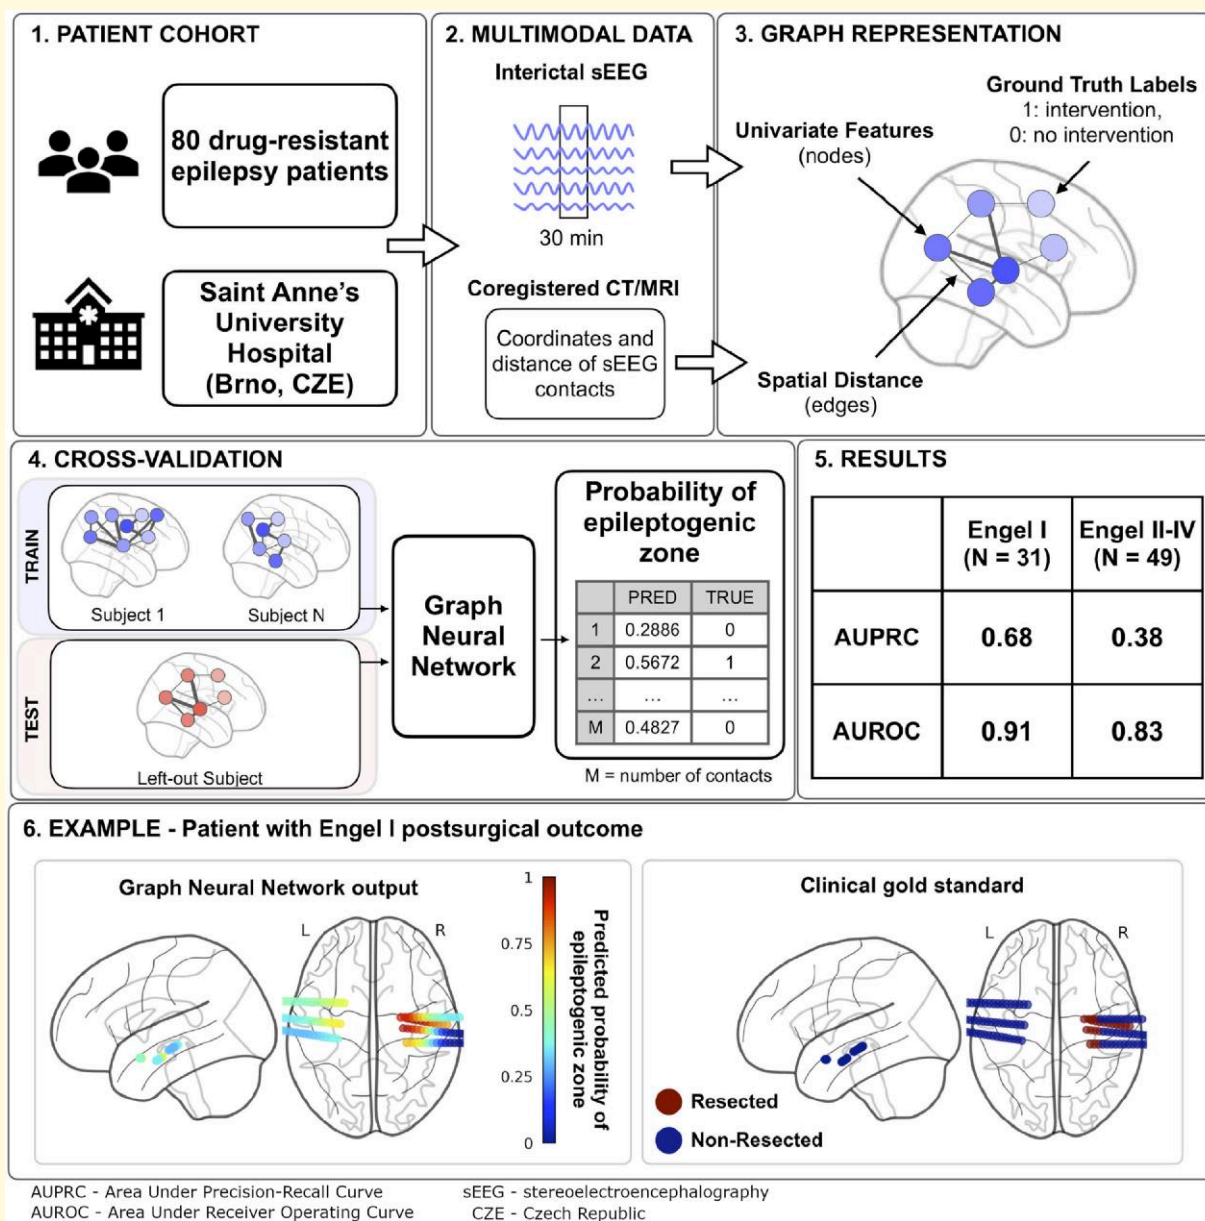 1. PATIENT COHORT
80 drug-resistant
epilepsy patients
Saint Anne's
University
Hospital
(Brno, CZE)
2. MULTIMODAL DATA
Interictal sEEG
30 min
Coregistered CT/MRI
Coordinates and
distance of sEEG
contacts
3. GRAPH REPRESENTATION
Ground Truth Labels
1: intervention,
0: no intervention
Univariate Features
(nodes)
Spatial Distance
(edges)
4. CROSS-VALIDATION
TRAIN
Subject 1
Subject N
TEST
Left-out Subject
Graph
Neural
Network
Probability of
epileptogenic
zone
PRED TRUE
1 0.2886 0
2 0.5672 1
... ... ...
M 0.4827 0
M = number of contacts
5. RESULTS
Engel I
(N = 31)
Engel II-IV
(N = 49)
AUPRC 0.68 0.38
AUROC 0.91 0.83
6. EXAMPLE - Patient with Engel I postsurgical outcome
Graph Neural Network output
L
R
1
0.75
0.5
0.25
0
Predicted probability of
epileptogenic zone
Clinical gold standard
L
R
Resected
Non-Resected
AUPRC - Area Under Precision-Recall Curve
AUROC - Area Under Receiver Operating Curve
sEEG - stereoelectroencephalography
CZE - Czech Republic